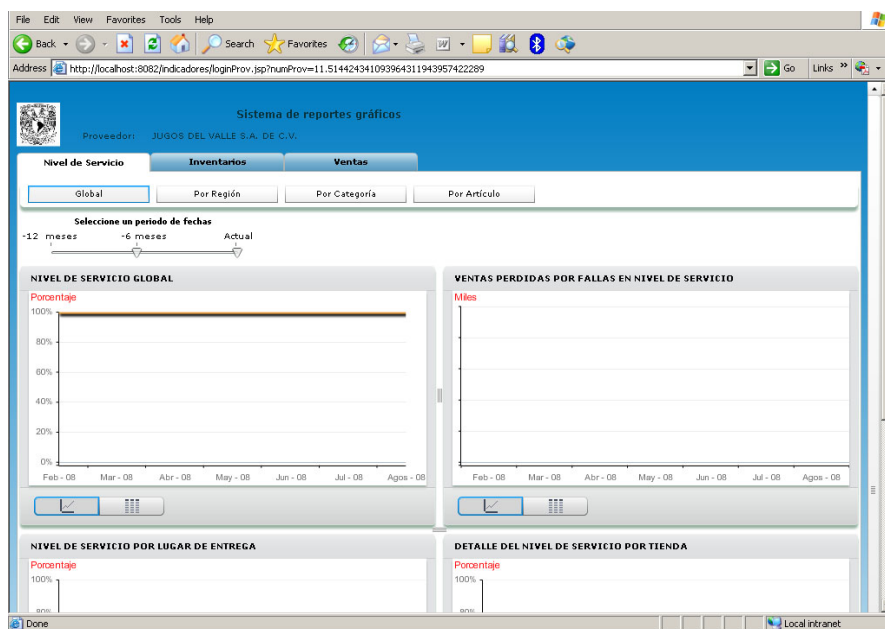 File Edit View Favorites Tools Help
Back Search Favorites
Address http://localhost:8082/indicadores/loginProv.jsp?numProv=11.514424341093964311943957422289 Go Links »
Sistema de reportes gráficos
Proveedor: JUGOS DEL VALLE S.A. DE C.V.
Nivel de Servicio Inventarios Ventas
Global Por Región Por Categoría Por Artículo
Seleccione un periodo de fechas
-12 meses -6 meses Actual
NIVEL DE SERVICIO GLOBAL
Porcentaje
100%
80%
60%
40%
20%
0%
Feb - 08 Mar - 08 Abr - 08 May - 08 Jun - 08 Jul - 08 Agos - 08
VENTAS PERDIDAS POR FALLAS EN NIVEL DE SERVICIO
Miles
Feb - 08 Mar - 08 Abr - 08 May - 08 Jun - 08 Jul - 08 Agos - 08
NIVEL DE SERVICIO POR LUGAR DE ENTREGA
Porcentaje
100%
80%
DETALLE DEL NIVEL DE SERVICIO POR TIENDA
Porcentaje
100%
80%
Done Local intranet